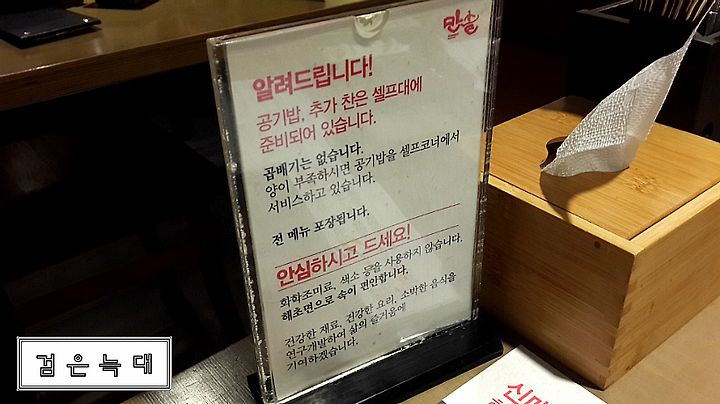 만솥
알려드립니다!
공기밥, 추가 찬은 셀프대에
준비되어 있습니다.
곱배기는 없습니다.
양이 부족하시면 공기밥을 셀프코너에서
서비스하고 있습니다.
전 메뉴 포장됩니다.
안심하시고 드세요!
화학조미료, 색소 등을 사용하지 않습니다.
해초면으로 속이 편안합니다.
건강한 재료, 건강한 요리, 소박한 음식을
연구개발하여 삶의 즐거움에
기여하겠습니다.
검은늑대